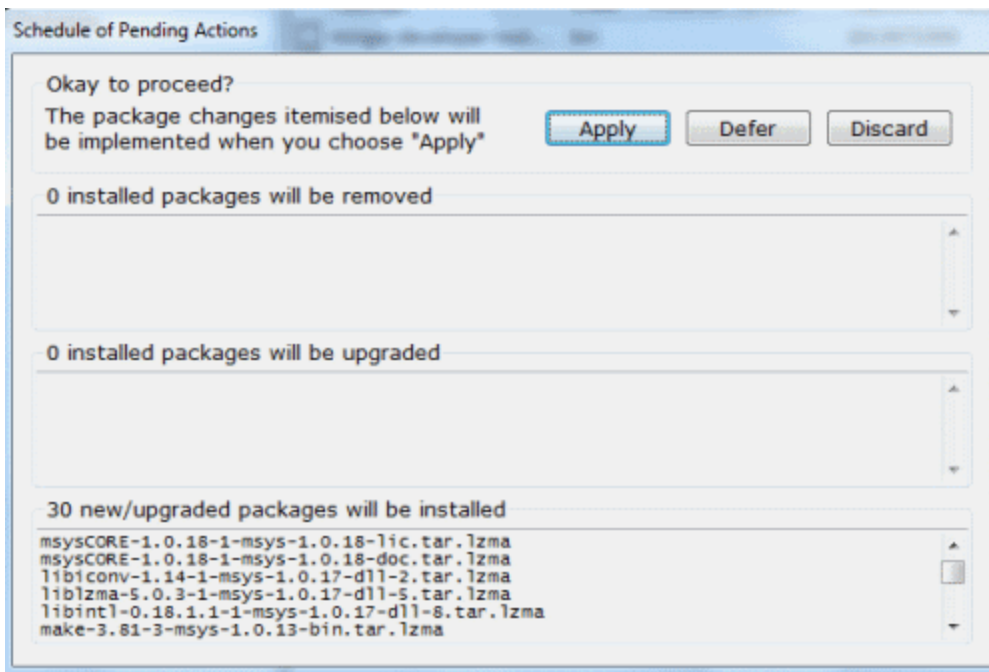 Schedule of Pending Actions
Okay to proceed?
The package changes itemised below will
be implemented when you choose "Apply"
Apply
Defer
Discard
0 installed packages will be removed
0 installed packages will be upgraded
30 new/upgraded packages will be installed
msysCORE-1.0.18-1-msys-1.0.18-lic.tar.lzma
msysCORE-1.0.18-1-msys-1.0.18-doc.tar.lzma
libiconv-1.14-1-msys-1.0.17-dll-2.tar.lzma
liblzma-5.0.3-1-msys-1.0.17-dll-5.tar.lzma
libintl-0.18.1.1-1-msys-1.0.17-dll-8.tar.lzma
make-3.81-3-msys-1.0.13-bin.tar.lzma